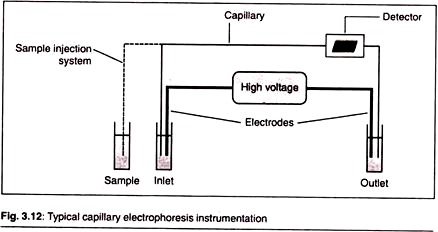 Capillary
Detector
Sample injection
system
High voltage
Electrodes
Sample
Inlet
Outlet
Fig. 3.12: Typical capillary electrophoresis instrumentation